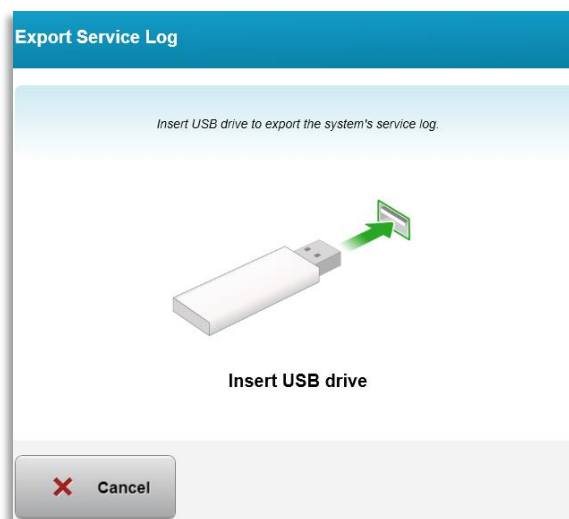 Export Service Log
Insert USB drive to export the system's service log.
Insert USB drive
Cancel